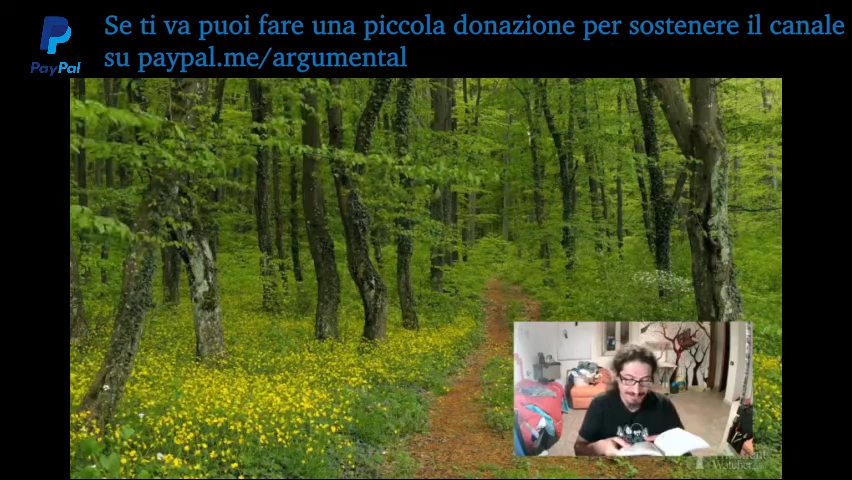 Se ti va puoi fare una piccola donazione per sostenere il canale
su paypal.me/argumental
PayPal